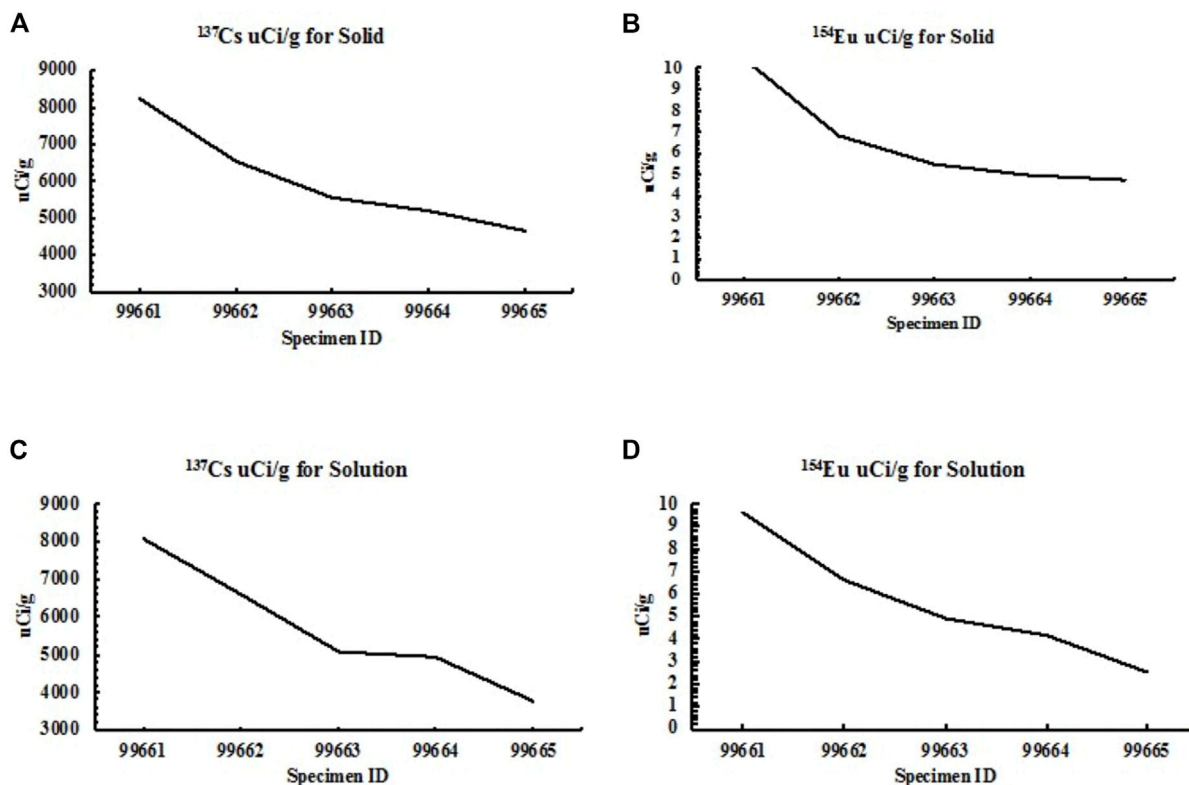 A
¹³⁷Cs uCi/g for Solid
9000
8000
7000
6000
5000
4000
3000
uCi/g
99661 99662 99663 99664 99665
Specimen ID
B
¹⁵⁴Eu uCi/g for Solid
10
9
8
7
6
5
4
3
2
1
0
uCi/g
99661 99662 99663 99664 99665
Specimen ID
C
¹³⁷Cs uCi/g for Solution
9000
8000
7000
6000
5000
4000
3000
uCi/g
99661 99662 99663 99664 99665
Specimen ID
D
¹⁵⁴Eu uCi/g for Solution
10
9
8
7
6
5
4
3
2
1
0
uCi/g
99661 99662 99663 99664 99665
Specimen ID